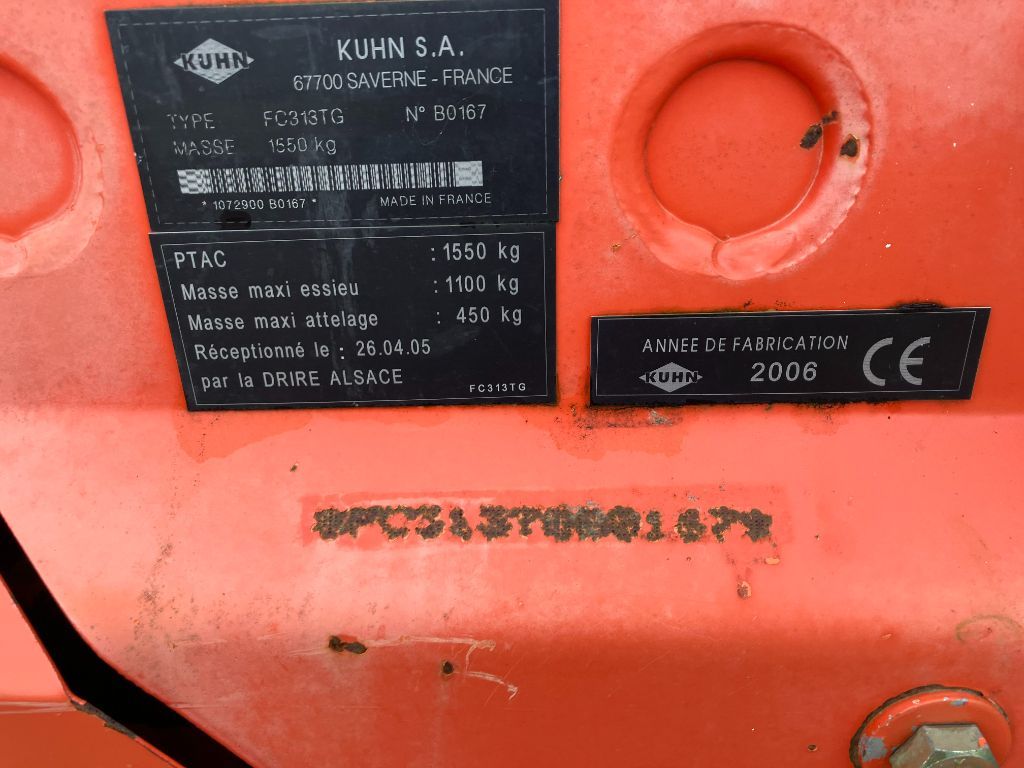 KUHN
KUHN S.A.
67700 SAVERNE - FRANCE
TYPE FC313TG N° B0167
MASSE 1550 kg
* 1072900 B0167 * MADE IN FRANCE
PTAC : 1550 kg
Masse maxi essieu : 1100 kg
Masse maxi attelage : 450 kg
Réceptionné le : 26.04.05
par la DRIRE ALSACE
FC313TG
ANNEE DE FABRICATION
KUHN 2006 CE